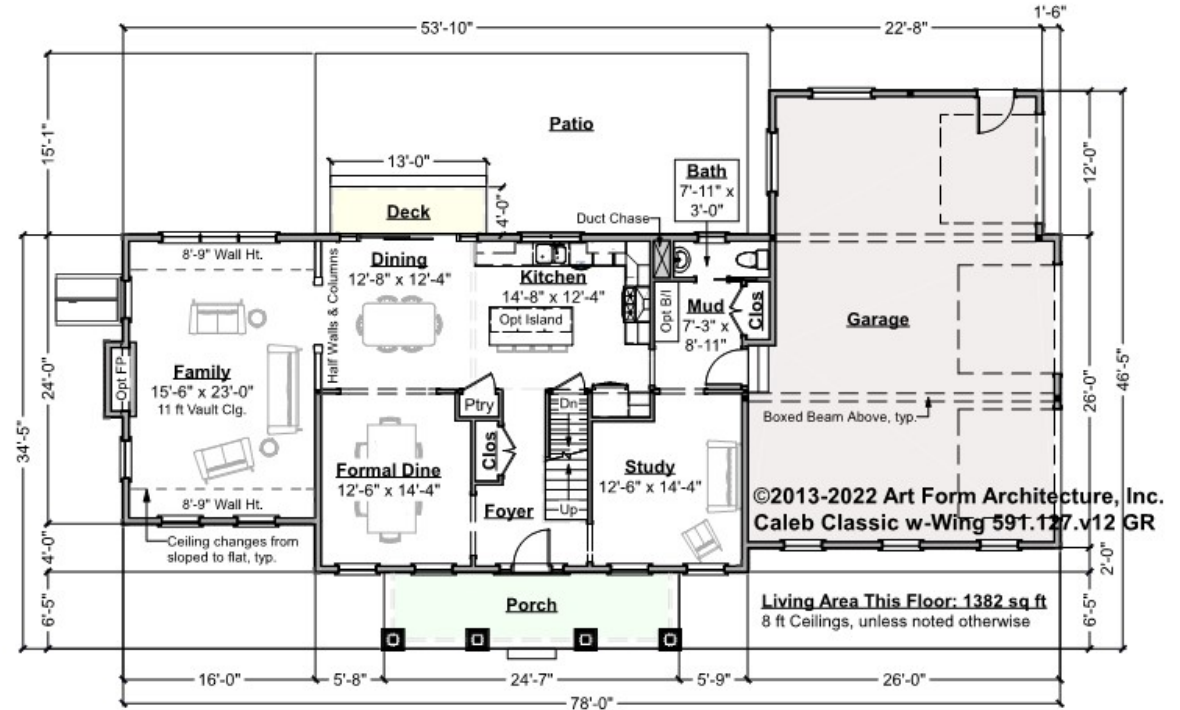 53'-10"
22'-8"
1'-6"
15'-1"
Patio
13'-0"
Deck
4'-0"
Duct Chase
Bath
7'-11" x
3'-0"
12'-0"
8'-9" Wall Ht.
Half Walls & Columns
Dining
12'-8" x 12'-4"
Kitchen
14'-8" x 12'-4"
Opt Island
Opt B/I
Mud
7'-3" x
8'-11"
Clos
Garage
Family
15'-6" x 23'-0"
11 ft Vault Clg.
Opt FP
34'-5"
24'-0"
26'-0"
46'-5"
Ptry
Dn
Boxed Beam Above, typ.
Clos
Formal Dine
12'-6" x 14'-4"
Study
12'-6" x 14'-4"
8'-9" Wall Ht.
Foyer
Up
©2013-2022 Art Form Architecture, Inc.
Caleb Classic w-Wing 591.127.v12 GR
Ceiling changes from
sloped to flat, typ.
4'-0"
2'-0"
6'-5"
Porch
Living Area This Floor: 1382 sq ft
8 ft Ceilings, unless noted otherwise
6'-5"
16'-0"
5'-8"
24'-7"
5'-9"
26'-0"
78'-0"